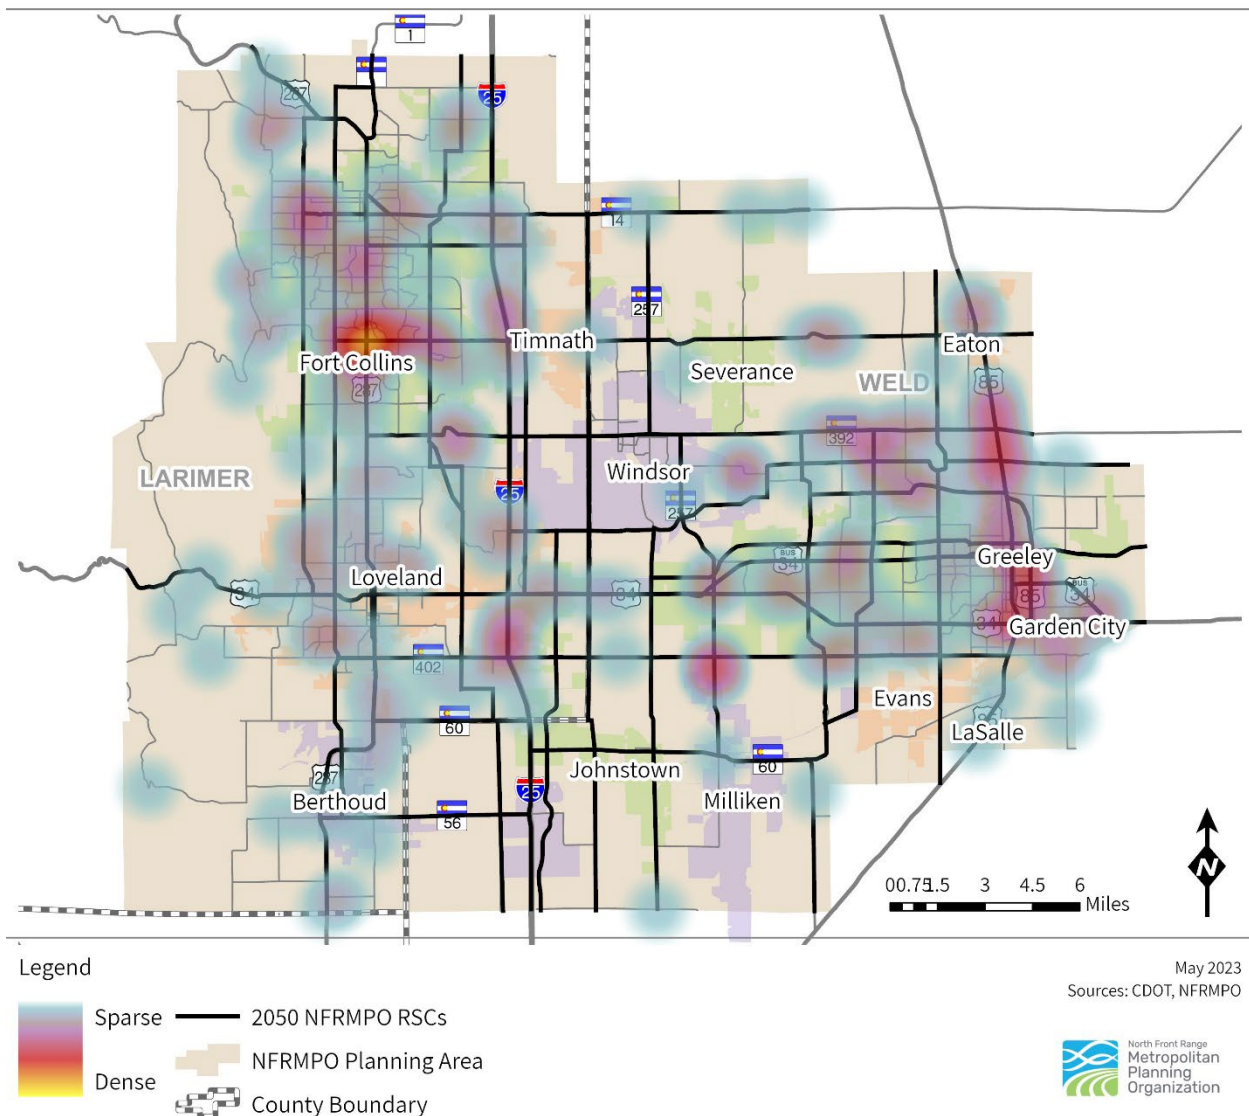 1
287
25
14
257
Timnath
Eaton
Fort Collins
Severance
WELD
85
287
392
LARIMER
Windsor
25
257
Greeley
BUS
34
Loveland
34
34
85
BUS
34
34
Garden City
402
Evans
60
LaSalle
Johnstown
60
287
25
Berthoud
Milliken
56
N
00.751.5 3 4.5 6
Miles
Legend
May 2023
Sources: CDOT, NFRMPO
Sparse
2050 NFRMPO RSCs
NFRMPO Planning Area
Dense
County Boundary
North Front Range
Metropolitan
Planning
Organization